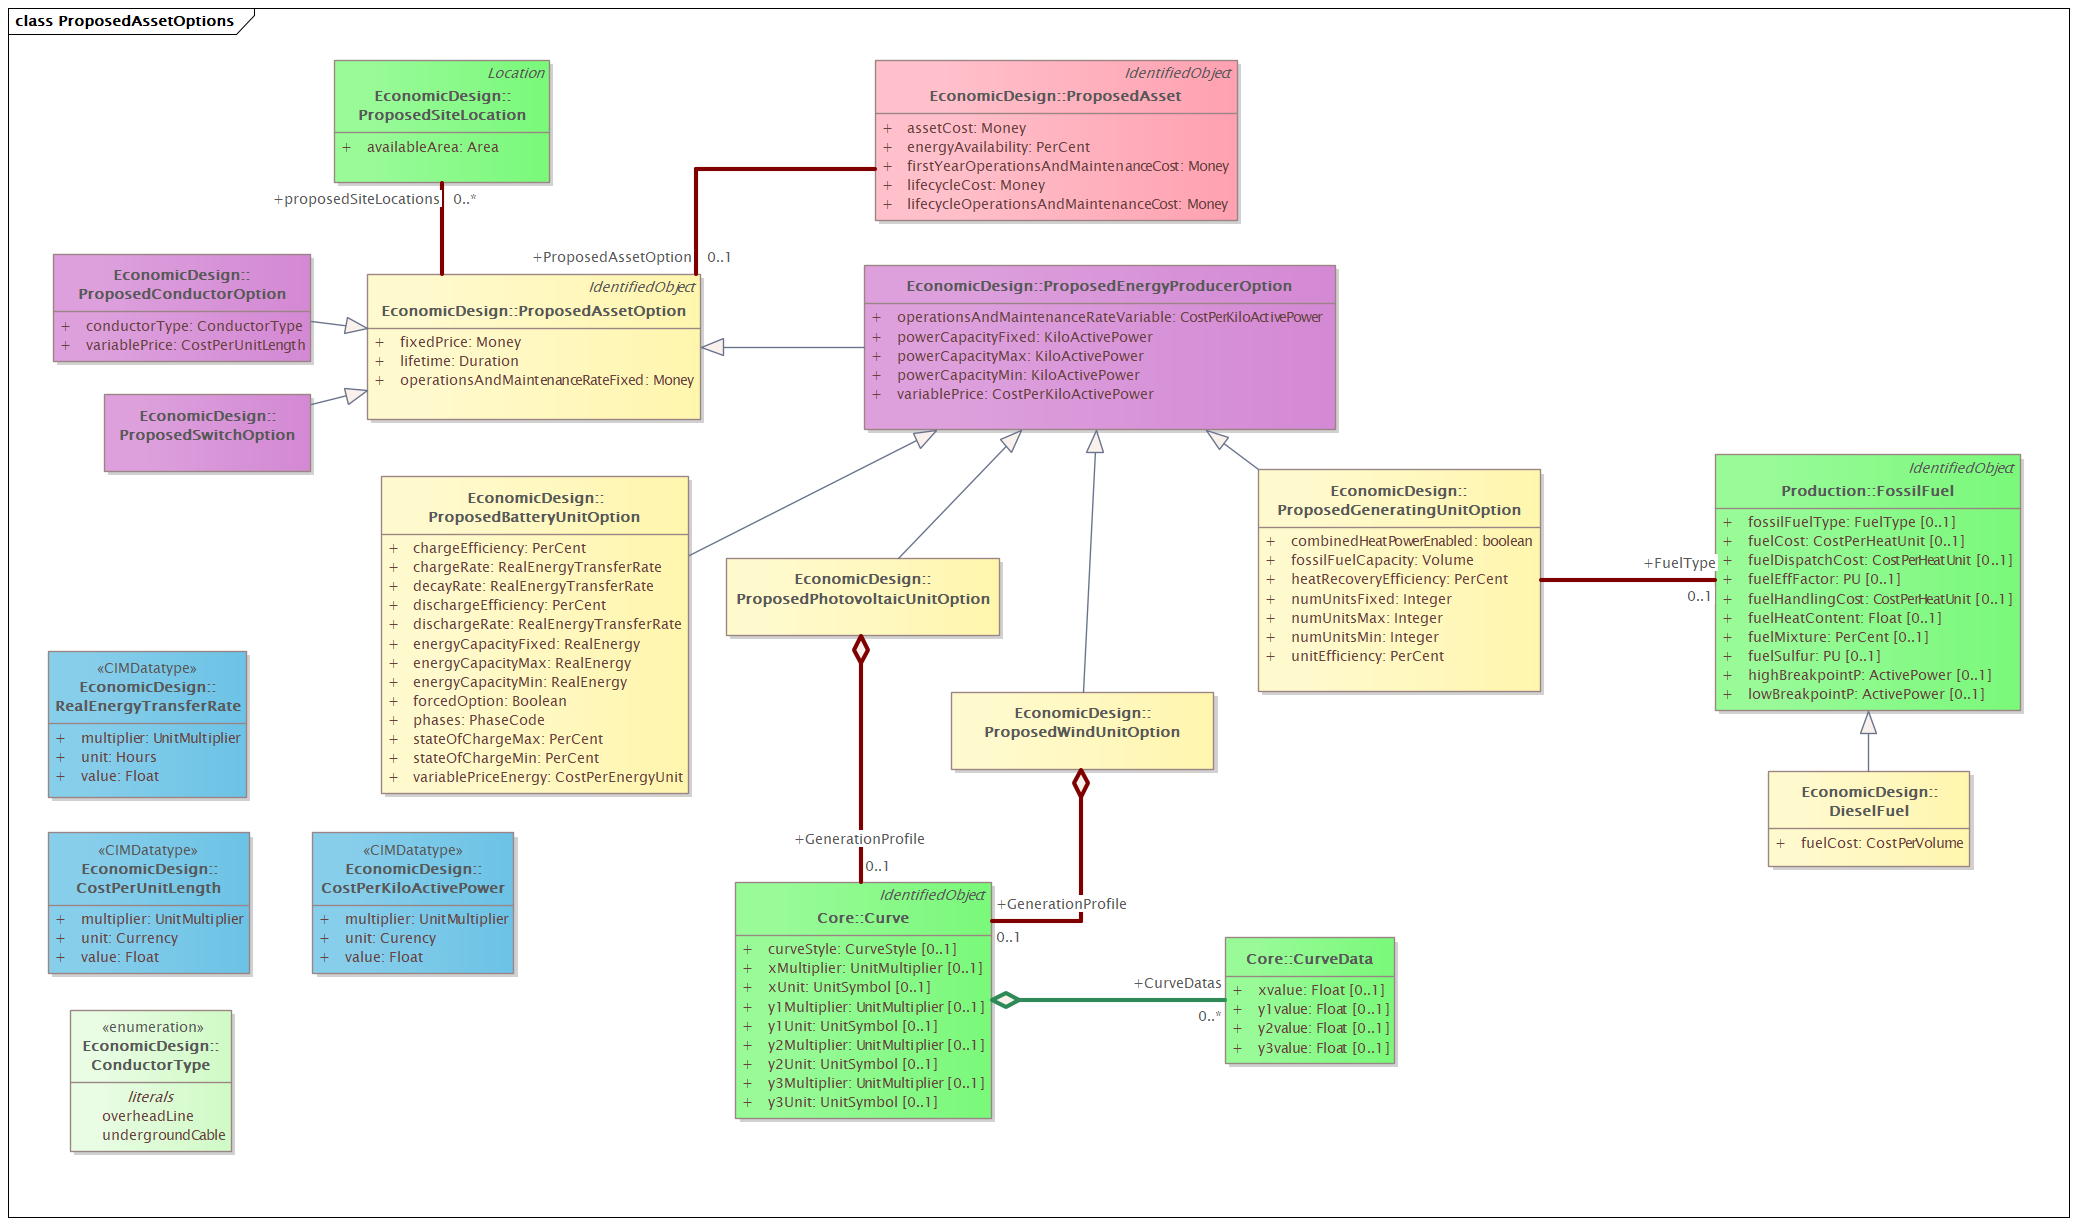 class ProposedAssetOptions
Location
EconomicDesign::
ProposedSiteLocation
+ availableArea: Area
+proposedSiteLocations 0..*
IdentifiedObject
EconomicDesign::ProposedAsset
+ assetCost: Money
+ energyAvailability: PerCent
+ firstYearOperationsAndMaintenanceCost: Money
+ lifecycleCost: Money
+ lifecycleOperationsAndMaintenanceCost: Money
+ProposedAssetOption 0..1
EconomicDesign::
ProposedConductorOption
+ conductorType: ConductorType
+ variablePrice: CostPerUnitLength
IdentifiedObject
EconomicDesign::ProposedAssetOption
+ fixedPrice: Money
+ lifetime: Duration
+ operationsAndMaintenanceRateFixed: Money
EconomicDesign::ProposedEnergyProducerOption
+ operationsAndMaintenanceRateVariable: CostPerKiloActivePower
+ powerCapacityFixed: KiloActivePower
+ powerCapacityMax: KiloActivePower
+ powerCapacityMin: KiloActivePower
+ variablePrice: CostPerKiloActivePower
EconomicDesign::
ProposedSwitchOption
EconomicDesign::
ProposedBatteryUnitOption
+ chargeEfficiency: PerCent
+ chargeRate: RealEnergyTransferRate
+ decayRate: RealEnergyTransferRate
+ dischargeEfficiency: PerCent
+ dischargeRate: RealEnergyTransferRate
+ energyCapacityFixed: RealEnergy
+ energyCapacityMax: RealEnergy
+ energyCapacityMin: RealEnergy
+ forcedOption: Boolean
+ phases: PhaseCode
+ stateOfChargeMax: PerCent
+ stateOfChargeMin: PerCent
+ variablePriceEnergy: CostPerEnergyUnit
EconomicDesign::
ProposedPhotovoltaicUnitOption
EconomicDesign::
ProposedWindUnitOption
EconomicDesign::
ProposedGeneratingUnitOption
+ combinedHeatPowerEnabled: boolean
+ fossilFuelCapacity: Volume
+ heatRecoveryEfficiency: PerCent
+ numUnitsFixed: Integer
+ numUnitsMax: Integer
+ numUnitsMin: Integer
+ unitEfficiency: PerCent
+FuelType
0..1
IdentifiedObject
Production::FossilFuel
+ fossilFuelType: FuelType [0..1]
+ fuelCost: CostPerHeatUnit [0..1]
+ fuelDispatchCost: CostPerHeatUnit [0..1]
+ fuelEffFactor: PU [0..1]
+ fuelHandlingCost: CostPerHeatUnit [0..1]
+ fuelHeatContent: Float [0..1]
+ fuelMixture: PerCent [0..1]
+ fuelSulfur: PU [0..1]
+ highBreakpointP: ActivePower [0..1]
+ lowBreakpointP: ActivePower [0..1]
EconomicDesign::
DieselFuel
+ fuelCost: CostPerVolume
«CIMDatatype»
EconomicDesign::
RealEnergyTransferRate
+ multiplier: UnitMultiplier
+ unit: Hours
+ value: Float
«CIMDatatype»
EconomicDesign::
CostPerUnitLength
+ multiplier: UnitMultiplier
+ unit: Currency
+ value: Float
«CIMDatatype»
EconomicDesign::
CostPerKiloActivePower
+ multiplier: UnitMultiplier
+ unit: Curency
+ value: Float
«enumeration»
EconomicDesign::
ConductorType
literals
overheadLine
undergroundCable
+GenerationProfile
0..1
IdentifiedObject
Core::Curve
+ curveStyle: CurveStyle [0..1]
+ xMultiplier: UnitMultiplier [0..1]
+ xUnit: UnitSymbol [0..1]
+ y1Multiplier: UnitMultiplier [0..1]
+ y1Unit: UnitSymbol [0..1]
+ y2Multiplier: UnitMultiplier [0..1]
+ y2Unit: UnitSymbol [0..1]
+ y3Multiplier: UnitMultiplier [0..1]
+ y3Unit: UnitSymbol [0..1]
+GenerationProfile
0..1
+CurveDatas
0..*
Core::CurveData
+ xvalue: Float [0..1]
+ y1value: Float [0..1]
+ y2value: Float [0..1]
+ y3value: Float [0..1]